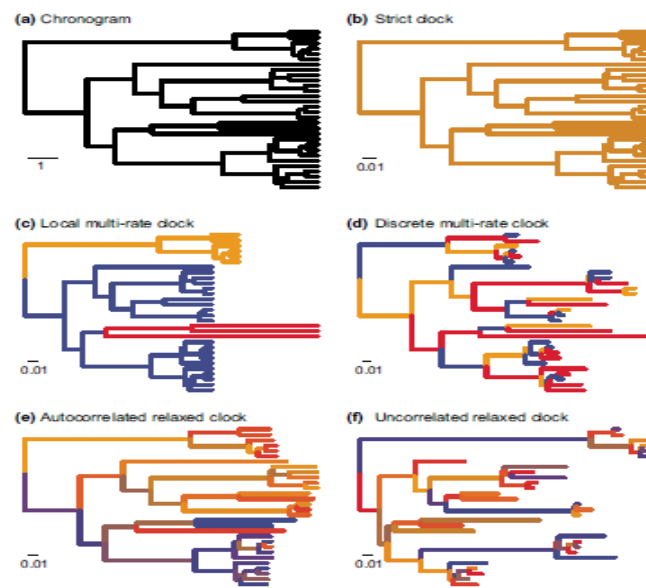 (a) Chronogram
(b) Strict clock
1
0.01
(c) Local multi-rate clock
(d) Discrete multi-rate clock
0.01
0.01
(e) Autocorrelated relaxed clock
(f) Uncorrelated relaxed clock
0.01
0.01